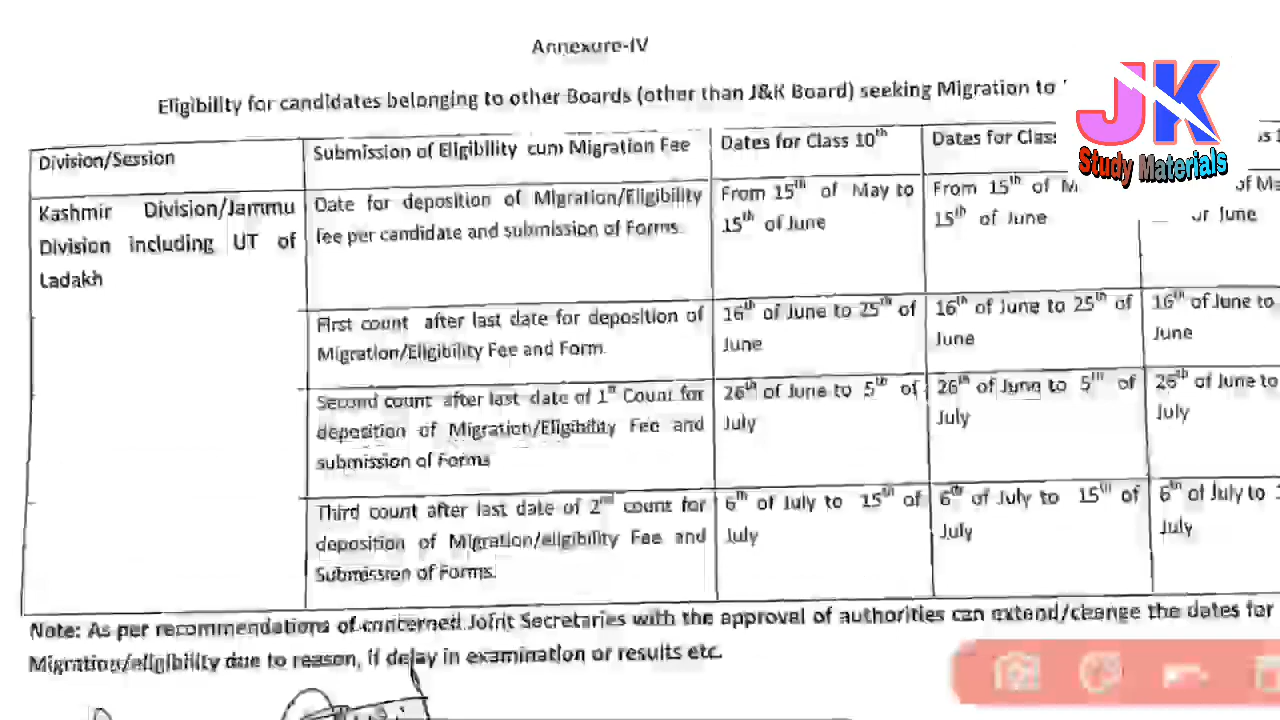 Annexure-IV
Eligibility for candidates belonging to other Boards (other than J&K Board) seeking Migration to
JK
Study Materials
Division/Session
Submission of Eligibility cum Migration Fee
Dates for Class 10th
Dates for Class
Kashmir Division/Jammu
Division including UT of
Ladakh
Date for deposition of Migration/Eligibility
fee per candidate and submission of Forms.
From 15th of May to
15th of June
From 15th of
15th of June
of
June
First count after last date for deposition of
Migration/Eligibility Fee and Form.
16th of June to 25th of
June
16th of June to 25th of
June
16th of June to
June
Second count after last date of 1st Count for
deposition of Migration/Eligibility Fee and
submission of Forms
26th of June to 5th of
July
26th of June to 5th of
July
26th of June to
July
Third count after last date of 2nd count for
deposition of Migration/eligibility Fee and
Submission of Forms.
6th of July to 15th of
July
6th of July to 15th of
July
6th of July to
July
Note: As per recommendations of concerned Joint Secretaries with the approval of authorities can extend/change the dates for
Migration/eligibility due to reason, if delay in examination or results etc.